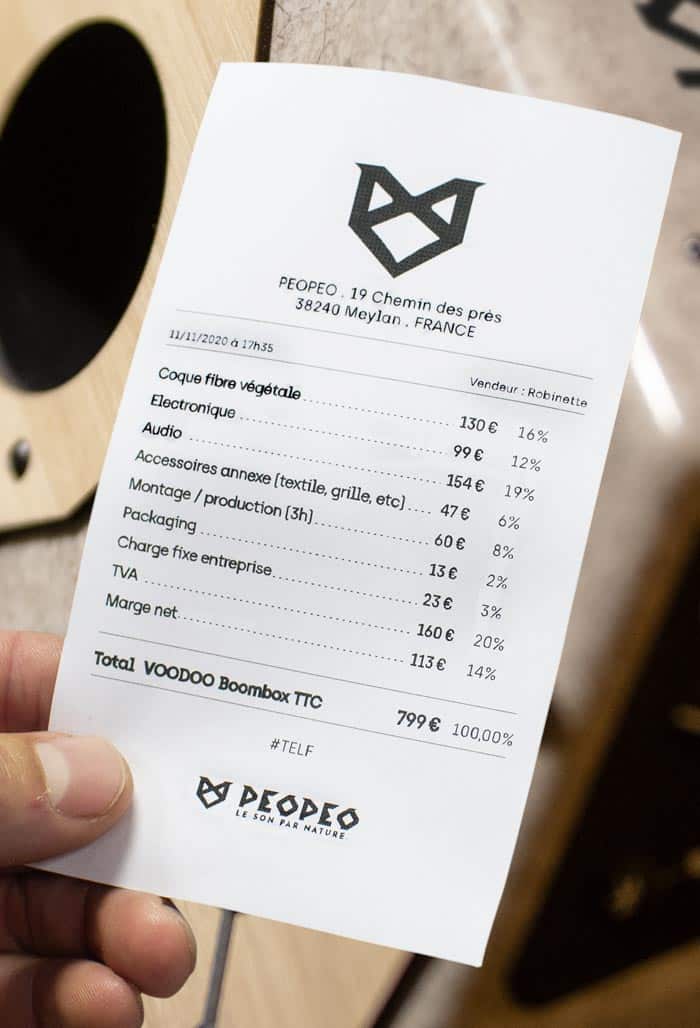 PEOPEO . 19 Chemin des près
38240 Meylan . FRANCE
11/11/2020 à 17h35
Vendeur : Robinette
Coque fibre végétale 130 € 16%
Electronique 99 € 12%
Audio 154 € 19%
Accessoires annexe (textile, grille, etc) 47 € 6%
Montage / production (3h) 60 € 8%
Packaging 13 € 2%
Charge fixe entreprise 23 € 3%
TVA 160 € 20%
Marge net 113 € 14%
Total VOODOO Boombox TTC 799 € 100,00%
#TELF
PEOPEO
LE SON PAR NATURE